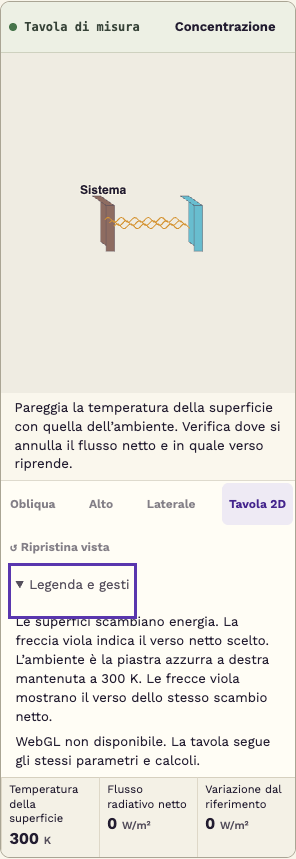 Tavola di misura Concentrazione
Sistema
Pareggia la temperatura della superficie
con quella dell’ambiente. Verifica dove si
annulla il flusso netto e in quale verso
riprende.
Obliqua Alto Laterale Tavola 2D
↺ Ripristina vista
▼ Legenda e gesti
Le superfici scambiano energia. La
freccia viola indica il verso netto scelto.
L’ambiente è la piastra azzurra a destra
mantenuta a 300 K. Le frecce viola
mostrano il verso dello stesso scambio
netto.
WebGL non disponibile. La tavola segue
gli stessi parametri e calcoli.
Temperatura della superficie
300 K
Flusso radiativo netto
0 W/m²
Variazione dal riferimento
0 W/m²